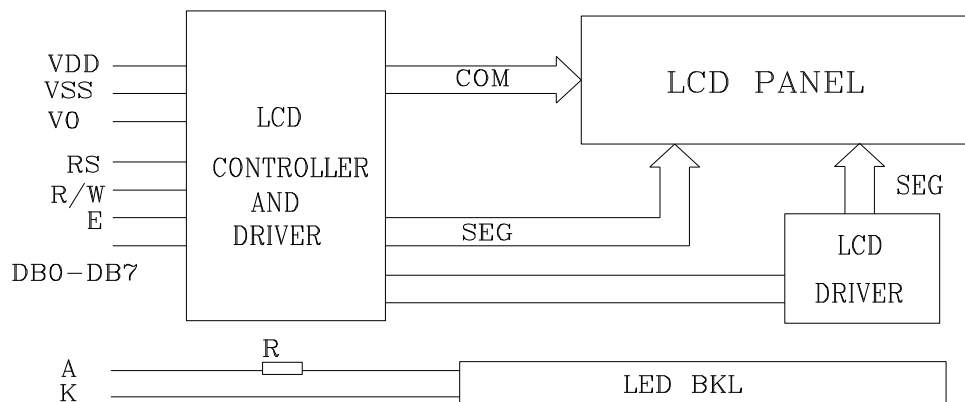 VDD
VSS
V0
RS
R/W
E
DB0-DB7
LCD
CONTROLLER
AND
DRIVER
COM
SEG
LCD PANEL
SEG
LCD
DRIVER
R
A
K
LED BKL